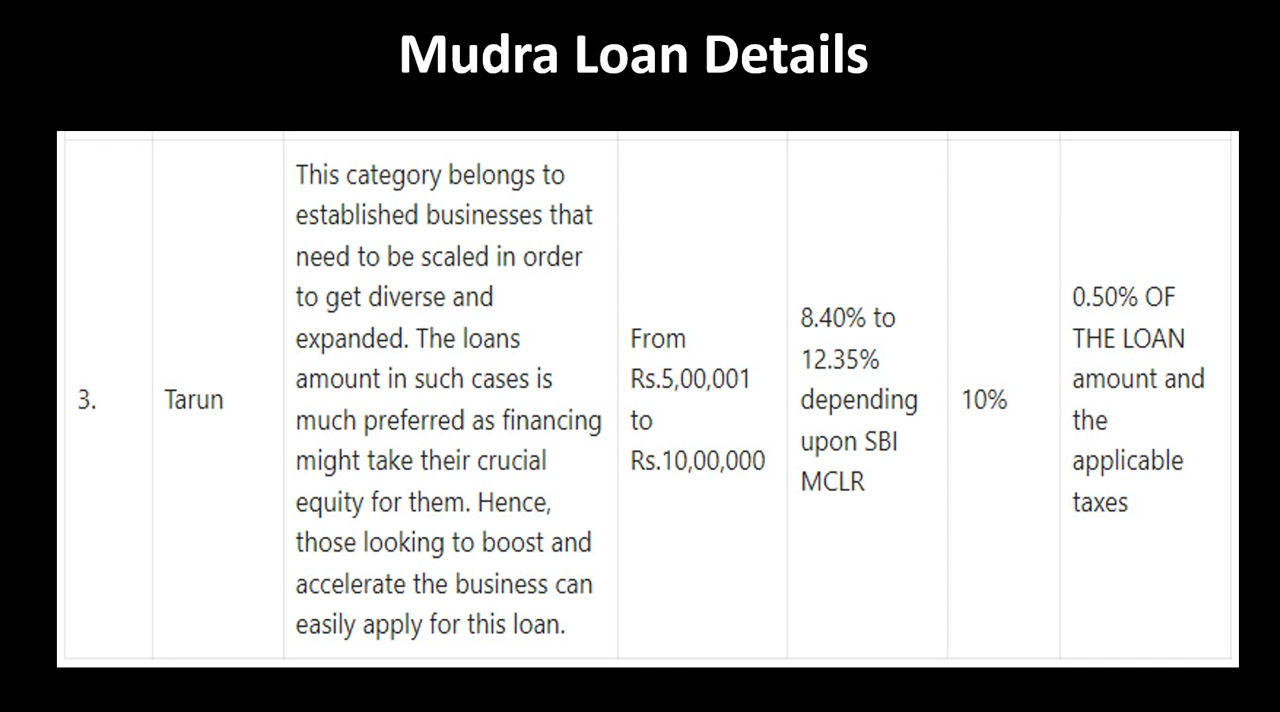 Mudra Loan Details
3.
Tarun
This category belongs to
established businesses that
need to be scaled in order
to get diverse and
expanded. The loans
amount in such cases is
much preferred as financing
might take their crucial
equity for them. Hence,
those looking to boost and
accelerate the business can
easily apply for this loan.
From
Rs.5,00,001
to
Rs.10,00,000
8.40% to
12.35%
depending
upon SBI
MCLR
10%
0.50% OF
THE LOAN
amount and
the
applicable
taxes